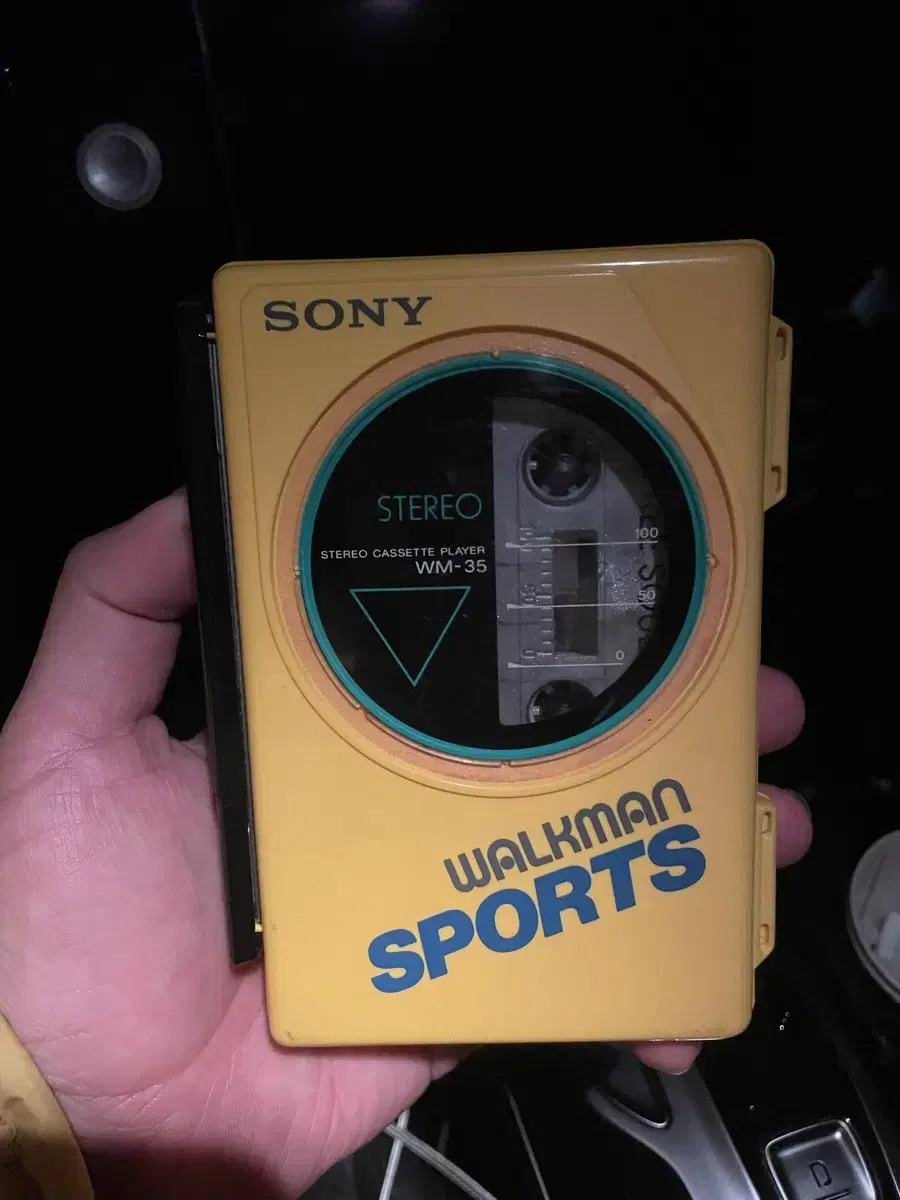 SONY
STEREO
STEREO CASSETTE PLAYER
WM-35
100
50
0
WALKMAN
SPORTS